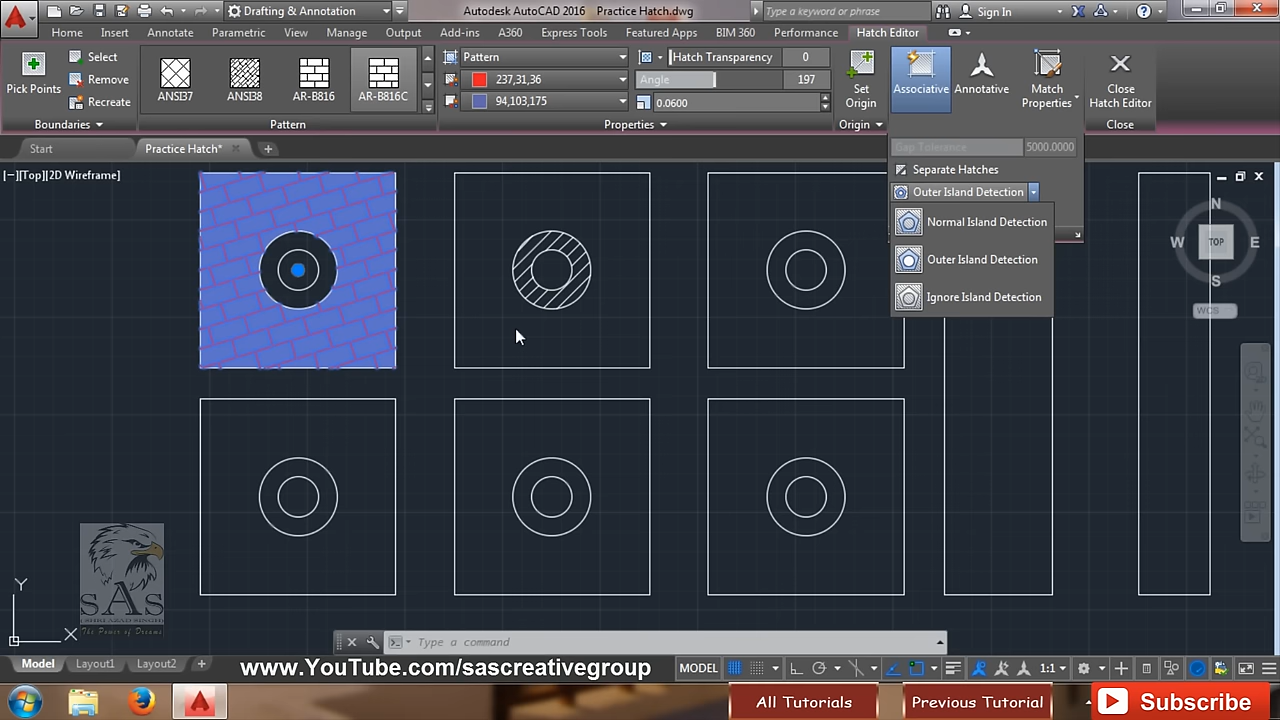 Drafting & Annotation
Autodesk AutoCAD 2016 Practice Hatch.dwg
Type a keyword or phrase
Sign In
Home Insert Annotate Parametric View Manage Output Add-ins A360 Express Tools Featured Apps BIM 360 Performance Hatch Editor
Pick Points
Select
Remove
Recreate
Boundaries
ANSI37
ANSI38
AR-B816
AR-B816C
Pattern
Pattern
237,31,36
94,103,175
Hatch Transparency 0
Angle 197
0.0600
Properties
Set
Origin
Origin
Associative
Annotative
Match
Properties
Close
Hatch Editor
Close
Start
Practice Hatch*
Gap Tolerance 5000.0000
Separate Hatches
Outer Island Detection
Normal Island Detection
Outer Island Detection
Ignore Island Detection
[−][Top][2D Wireframe]
N
W TOP E
S
WCS
SAS
The Power of Dreams
Y
X
Type a command
Model Layout1 Layout2
www.YouTube.com/sascreativegroup
MODEL
1:1
All Tutorials
Previous Tutorial
Subscribe